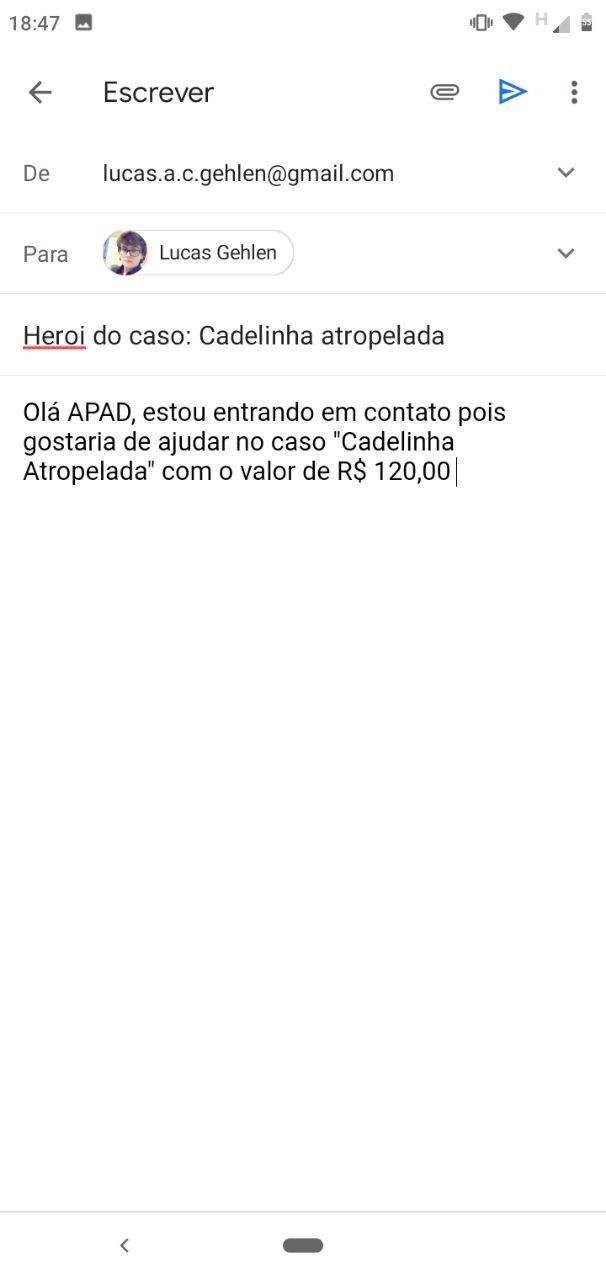 18:47 H 55
Escrever
De lucas.a.c.gehlen@gmail.com
Para Lucas Gehlen
Heroi do caso: Cadelinha atropelada
Olá APAD, estou entrando em contato pois
gostaria de ajudar no caso "Cadelinha
Atropelada" com o valor de R$ 120,00